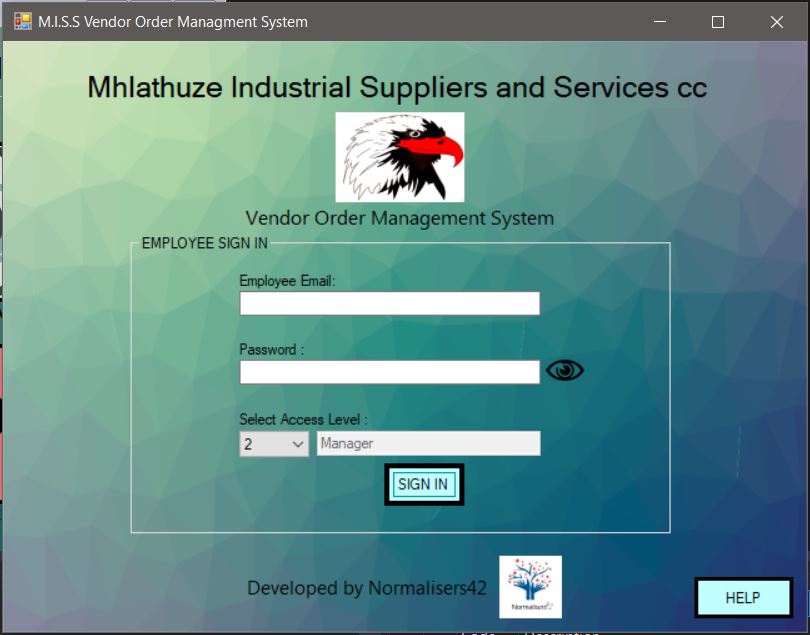 M.I.S.S Vendor Order Managment System
Mhlathuze Industrial Suppliers and Services cc
Vendor Order Management System
EMPLOYEE SIGN IN
Employee Email:
Password :
Select Access Level :
2 Manager
SIGN IN
Developed by Normalisers42
Normalisers42
HELP